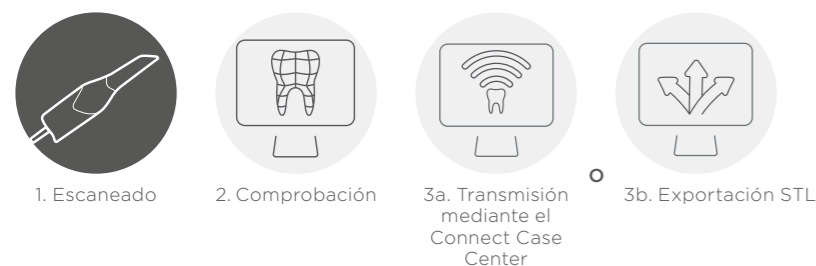 1. Escaneado
2. Comprobación
3a. Transmisión
mediante el
Connect Case
Center
o
3b. Exportación STL